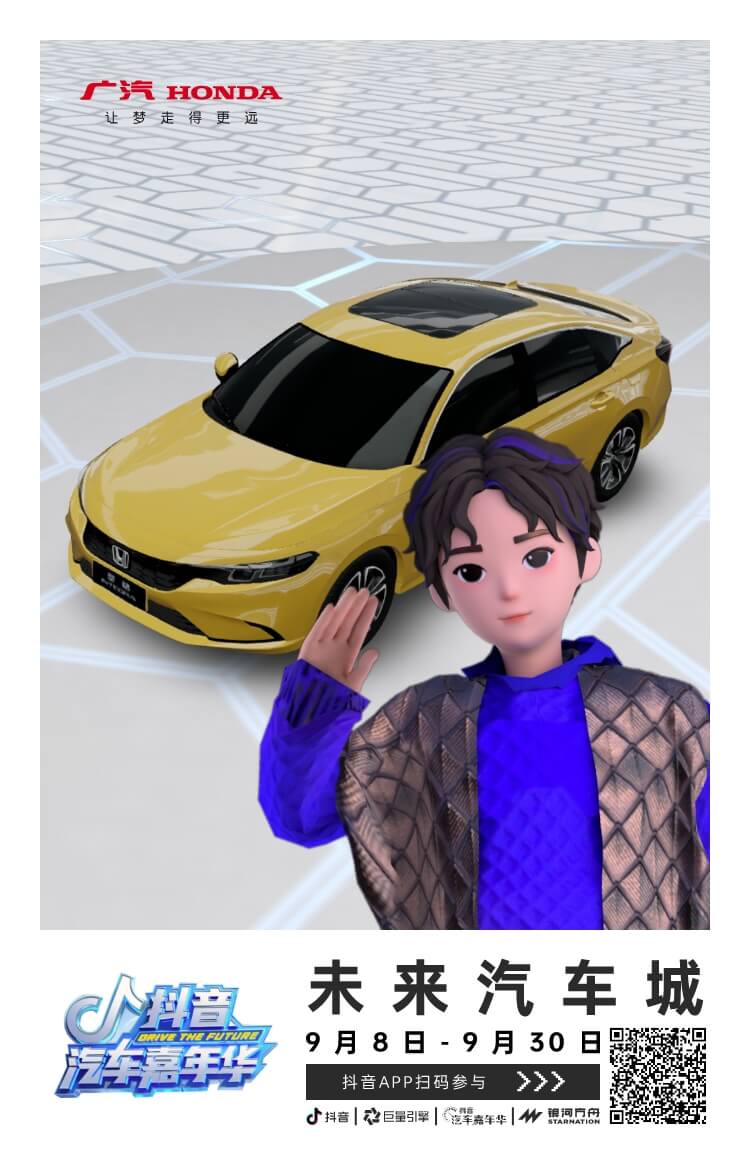 广汽 HONDA
让梦走得更远
型格
INTEGRA
抖音
DRIVE THE FUTURE
汽车嘉年华
未来汽车城
9月8日-9月30日
抖音APP扫码参与 >>>
抖音 | 巨量引擎 | 抖音汽车嘉年华 | 银河方舟 STARNATION